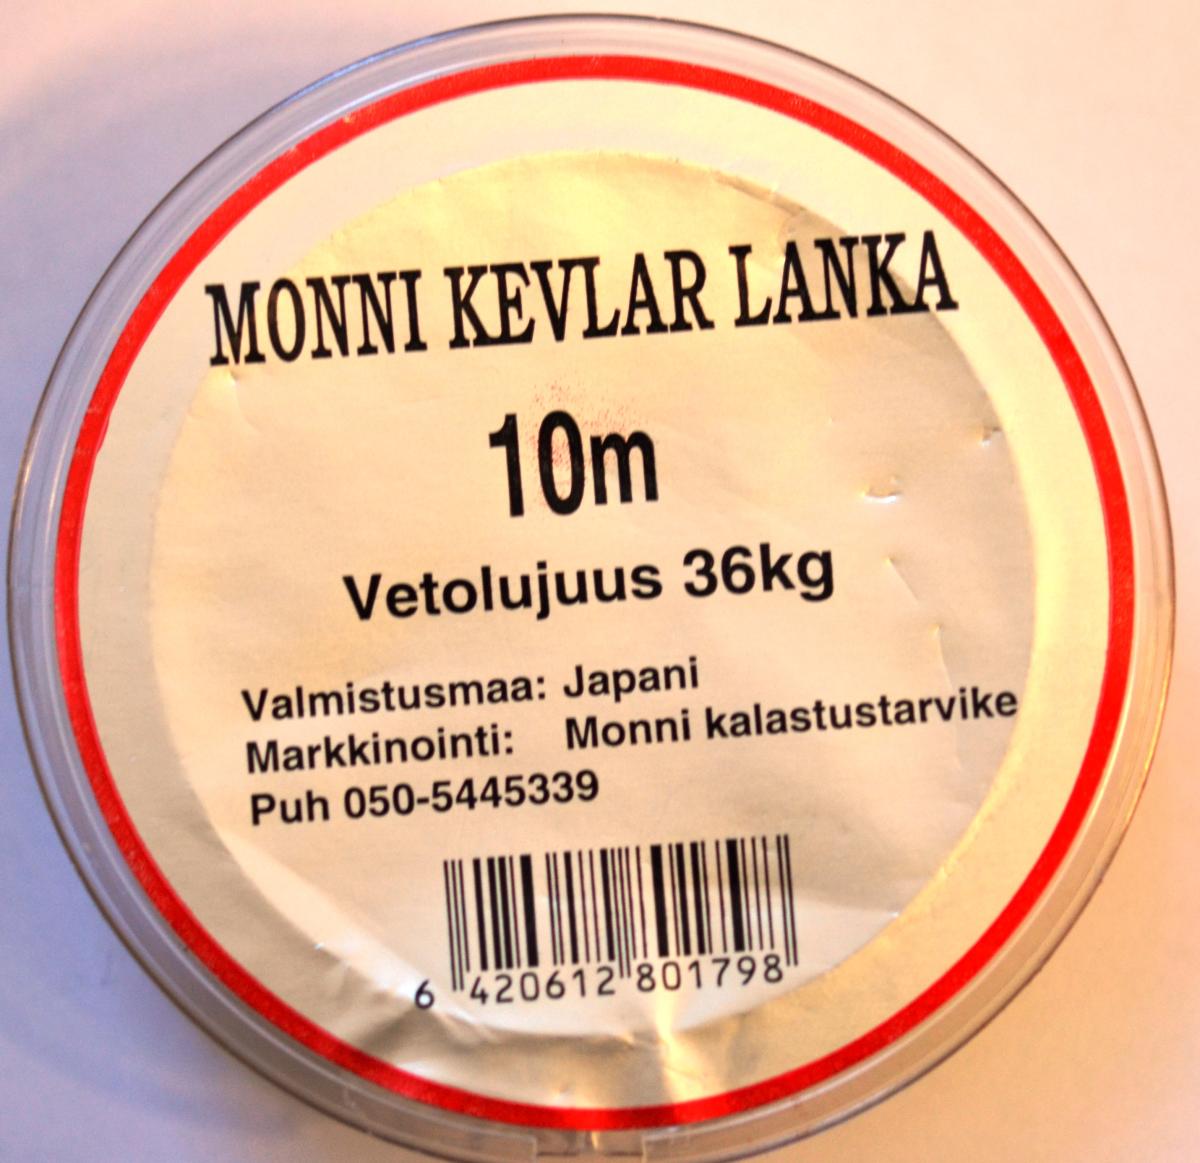 MONNI KEVLAR LANKA
10m
Vetolujuus 36kg
Valmistusmaa: Japani
Markkinointi: Monni kalastustarvike
Puh 050-5445339
6 420612 801798